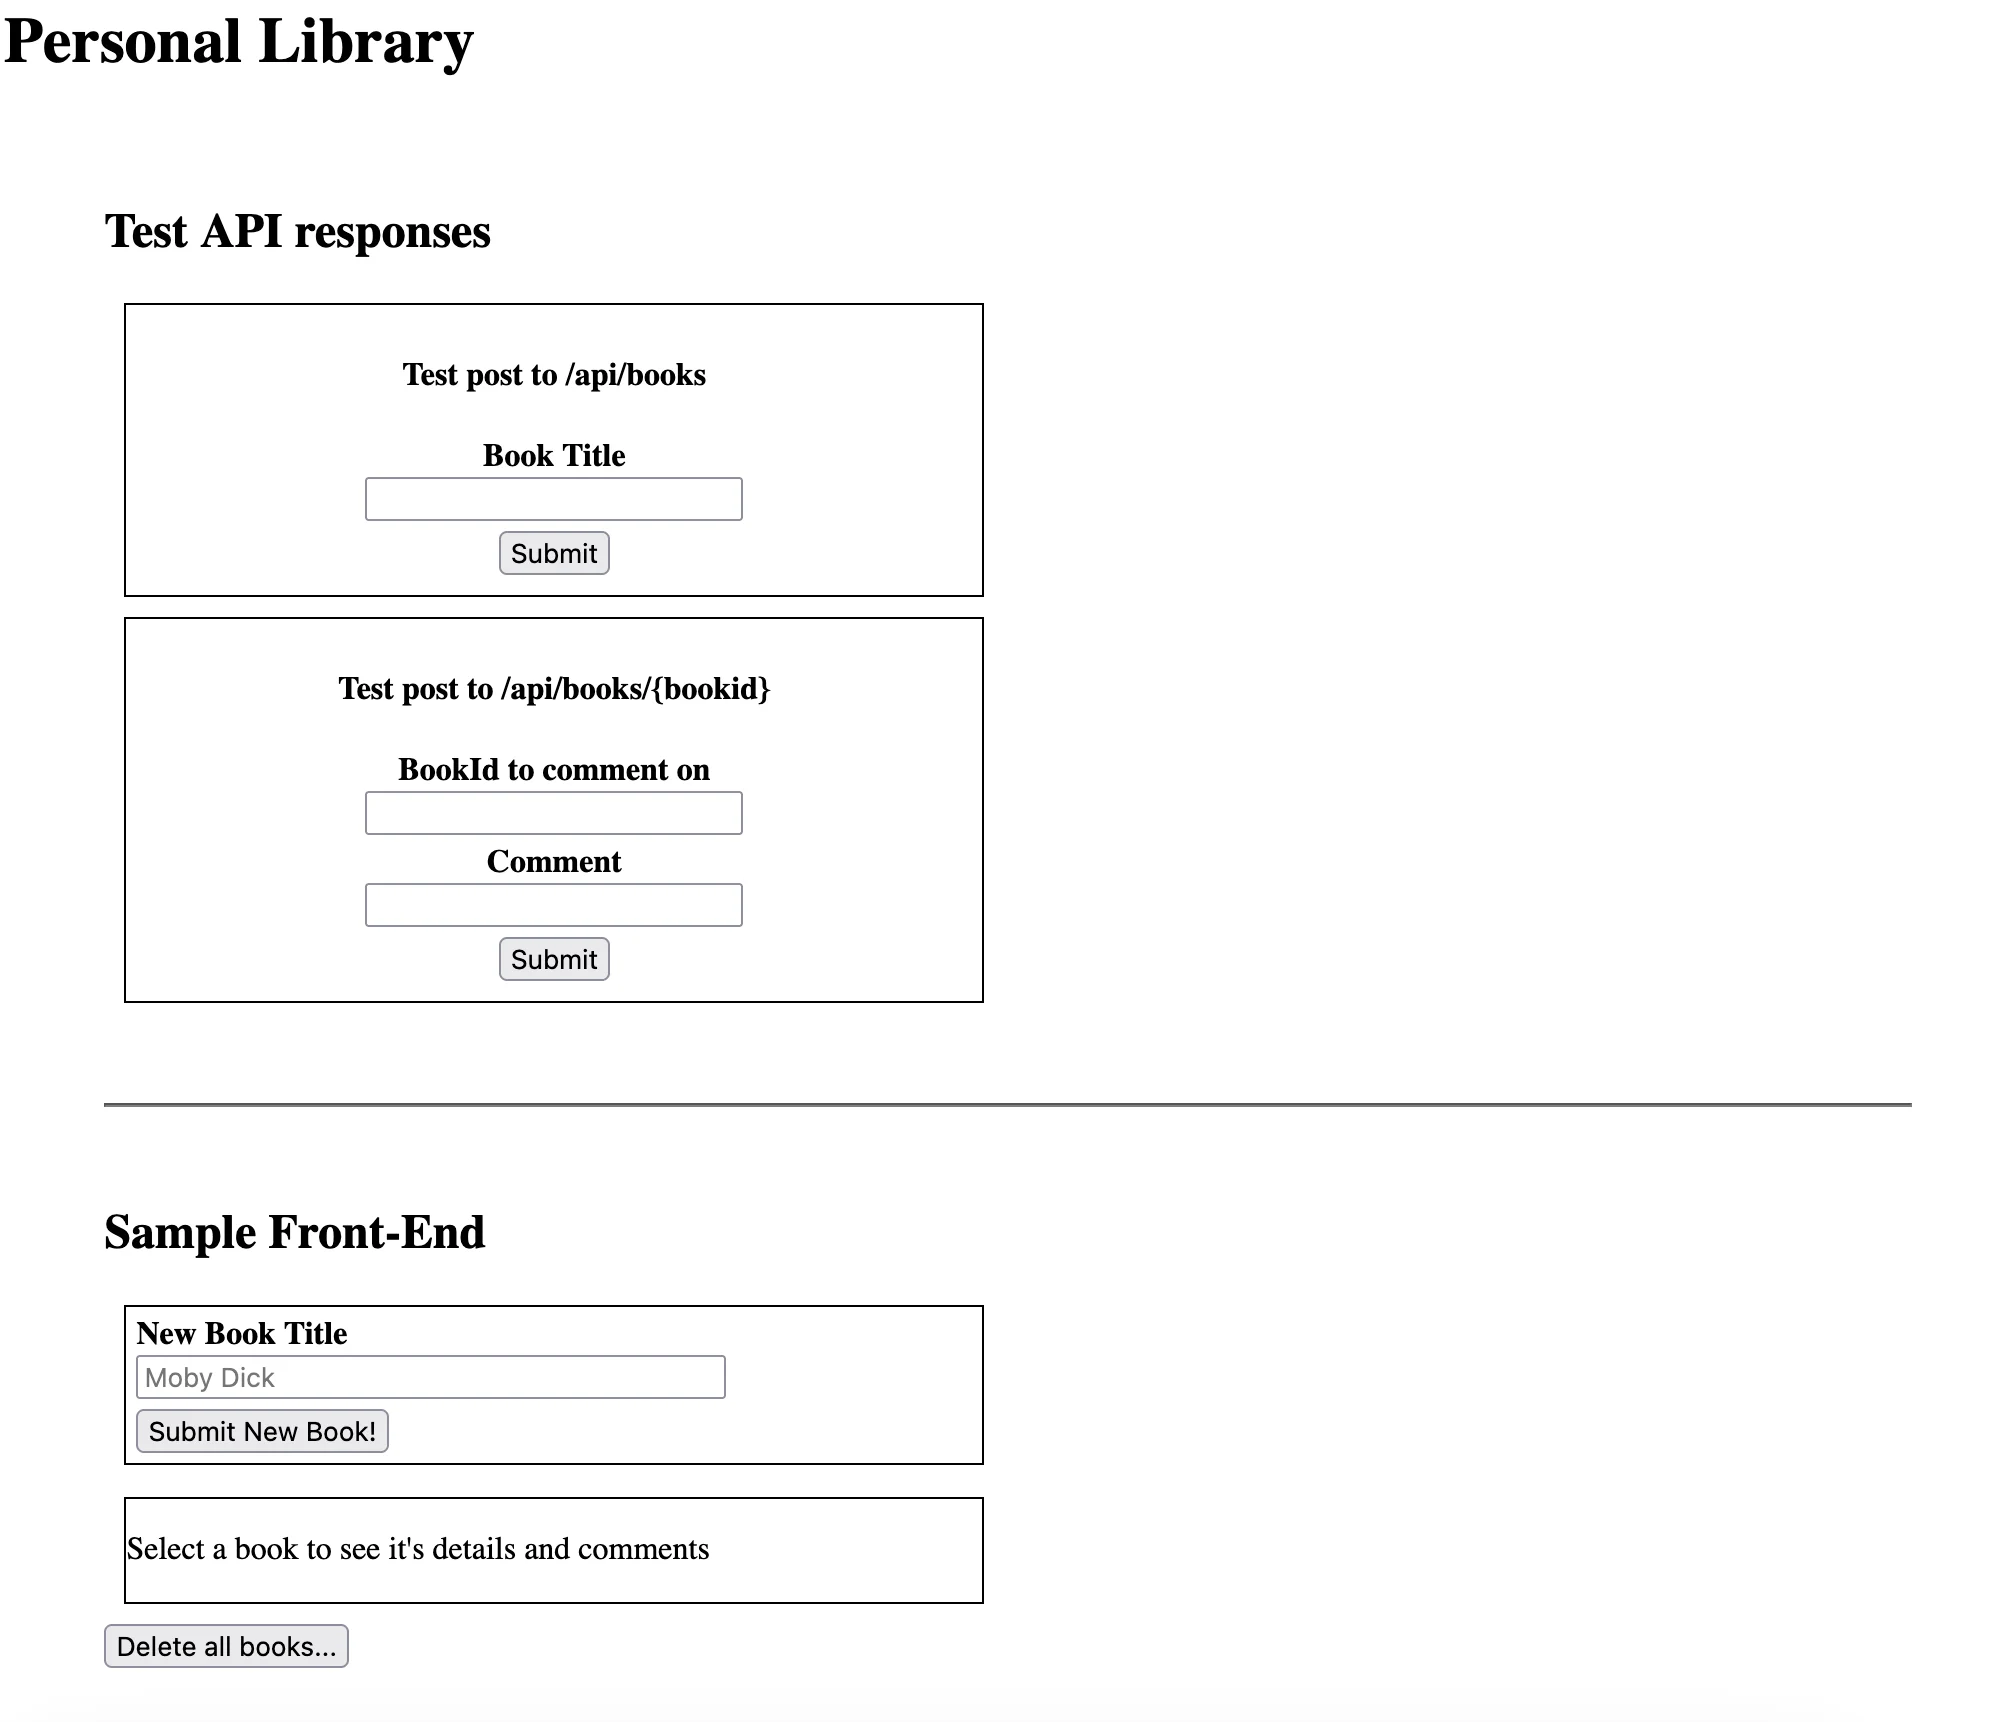 Personal Library
Test API responses
Test post to /api/books
Book Title
Submit
Test post to /api/books/{bookid}
BookId to comment on
Comment
Submit
Sample Front-End
New Book Title
Moby Dick
Submit New Book!
Select a book to see it's details and comments
Delete all books...